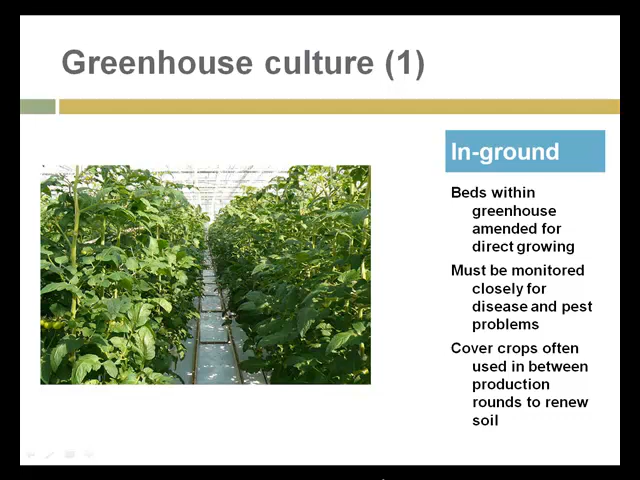 Greenhouse culture (1)
In-ground
Beds within
greenhouse
amended for
direct growing
Must be monitored
closely for
disease and pest
problems
Cover crops often
used in between
production
rounds to renew
soil